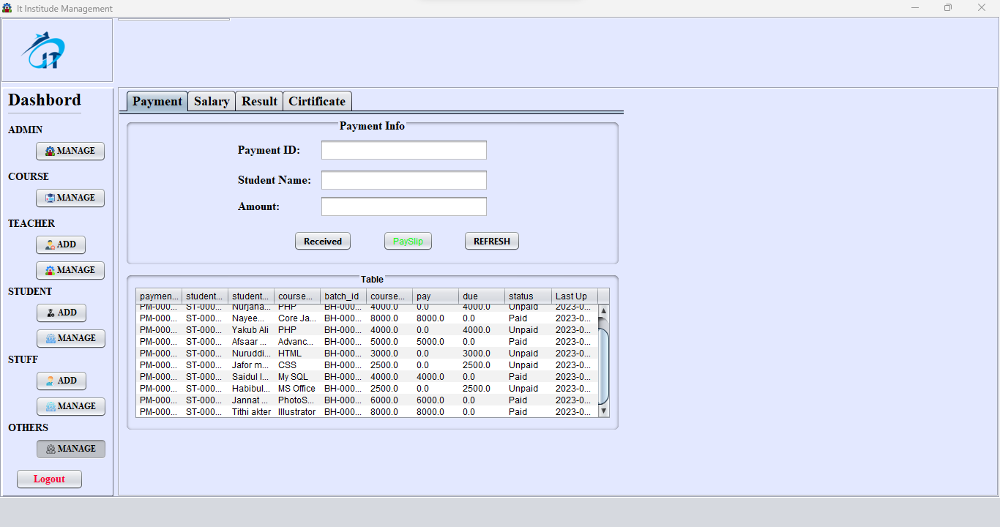 It Institude Management
IT
Dashbord
ADMIN
MANAGE
COURSE
MANAGE
TEACHER
ADD
MANAGE
STUDENT
ADD
MANAGE
STUFF
ADD
MANAGE
OTHERS
MANAGE
Logout
Payment Salary Result Cirtificate
Payment Info
Payment ID:
Student Name:
Amount:
Received PaySlip REFRESH
Table
paymen... student... student... course... batch_id course... pay due status Last Up
PM-000... ST-000... Nurjana... PHP BH-000... 4000.0 0.0 4000.0 Unpaid 2023-0...
PM-000... ST-000... Nayee... Core Ja... BH-000... 8000.0 8000.0 0.0 Paid 2023-0...
PM-000... ST-000... Yakub Ali PHP BH-000... 4000.0 0.0 4000.0 Unpaid 2023-0...
PM-000... ST-000... Afsaar ... Advanc... BH-000... 5000.0 5000.0 0.0 Paid 2023-0...
PM-000... ST-000... Nuruddi... HTML BH-000... 3000.0 0.0 3000.0 Unpaid 2023-0...
PM-000... ST-000... Jafor m... CSS BH-000... 2500.0 0.0 2500.0 Unpaid 2023-0...
PM-000... ST-000... Saidul I... My SQL BH-000... 4000.0 4000.0 0.0 Paid 2023-0...
PM-000... ST-000... Habibul... MS Office BH-000... 2500.0 0.0 2500.0 Unpaid 2023-0...
PM-000... ST-000... Jannat ... PhotoS... BH-000... 6000.0 6000.0 0.0 Paid 2023-0...
PM-000... ST-000... Tithi akter Illustrator BH-000... 8000.0 8000.0 0.0 Paid 2023-0...